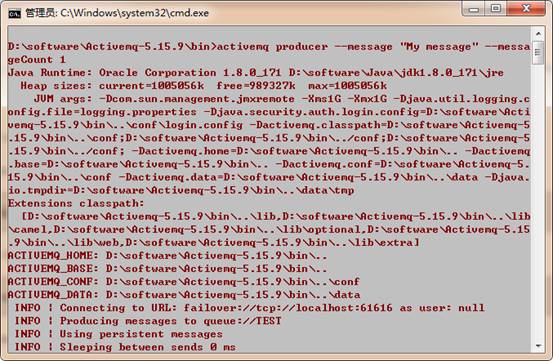 管理员: C:\Windows\system32\cmd.exe
D:\software\Activemq-5.15.9\bin>activemq producer --message "My message" --messa
geCount 1
Java Runtime: Oracle Corporation 1.8.0_171 D:\software\Java\jdk1.8.0_171\jre
  Heap sizes: current=1005056k  free=989327k  max=1005056k
    JVM args: -Dcom.sun.management.jmxremote -Xms1G -Xmx1G -Djava.util.logging.c
onfig.file=logging.properties -Djava.security.auth.login.config=D:\software\Acti
vemq-5.15.9\bin\..\conf\login.config -Dactivemq.classpath=D:\software\Activemq-5
.15.9\bin\..\conf;D:\software\Activemq-5.15.9\bin\../conf;D:\software\Activemq-5
.15.9\bin\../conf; -Dactivemq.home=D:\software\Activemq-5.15.9\bin\.. -Dactivemq
.base=D:\software\Activemq-5.15.9\bin\.. -Dactivemq.conf=D:\software\Activemq-5.
15.9\bin\..\conf -Dactivemq.data=D:\software\Activemq-5.15.9\bin\..\data -Djava.
io.tmpdir=D:\software\Activemq-5.15.9\bin\..\data\tmp
Extensions classpath:
  [D:\software\Activemq-5.15.9\bin\..\lib,D:\software\Activemq-5.15.9\bin\..\lib
\camel,D:\software\Activemq-5.15.9\bin\..\lib\optional,D:\software\Activemq-5.15
.9\bin\..\lib\web,D:\software\Activemq-5.15.9\bin\..\lib\extra]
ACTIVEMQ_HOME: D:\software\Activemq-5.15.9\bin\..
ACTIVEMQ_BASE: D:\software\Activemq-5.15.9\bin\..
ACTIVEMQ_CONF: D:\software\Activemq-5.15.9\bin\..\conf
ACTIVEMQ_DATA: D:\software\Activemq-5.15.9\bin\..\data
 INFO | Connecting to URL: failover://tcp://localhost:61616 as user: null
 INFO | Producing messages to queue://TEST
 INFO | Using persistent messages
 INFO | Sleeping between sends 0 ms